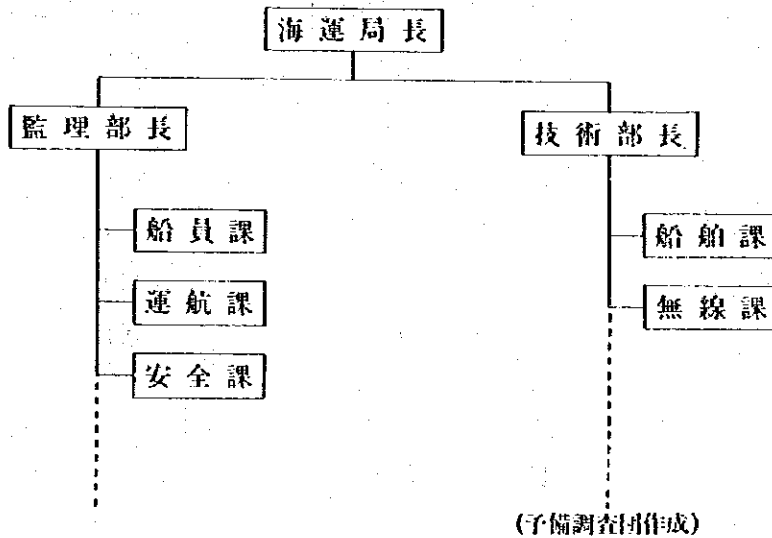 海運局長
監理部長
技術部長
船員課
運航課
安全課
船舶課
無線課
(予備調査団作成)